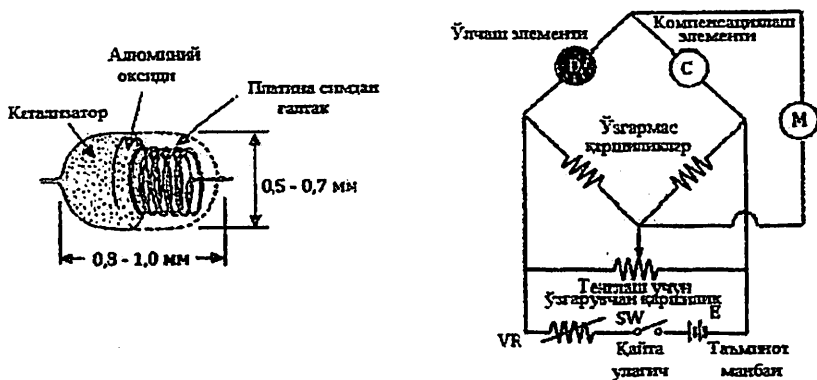 Алюминий
оксиди
Катализатор
Платина симдан
ғалтак
0,5 - 0,7 мм
0,8 - 1,0 мм
Ўлчаш элементи
Компенсациялаш
элементи
D
C
M
Ўзгармас
қаршиликлар
Тенглаш учун
ўзгарувчан қаршилик
VR
SW
E
Қайта
улагич
Таъминот
манбаи